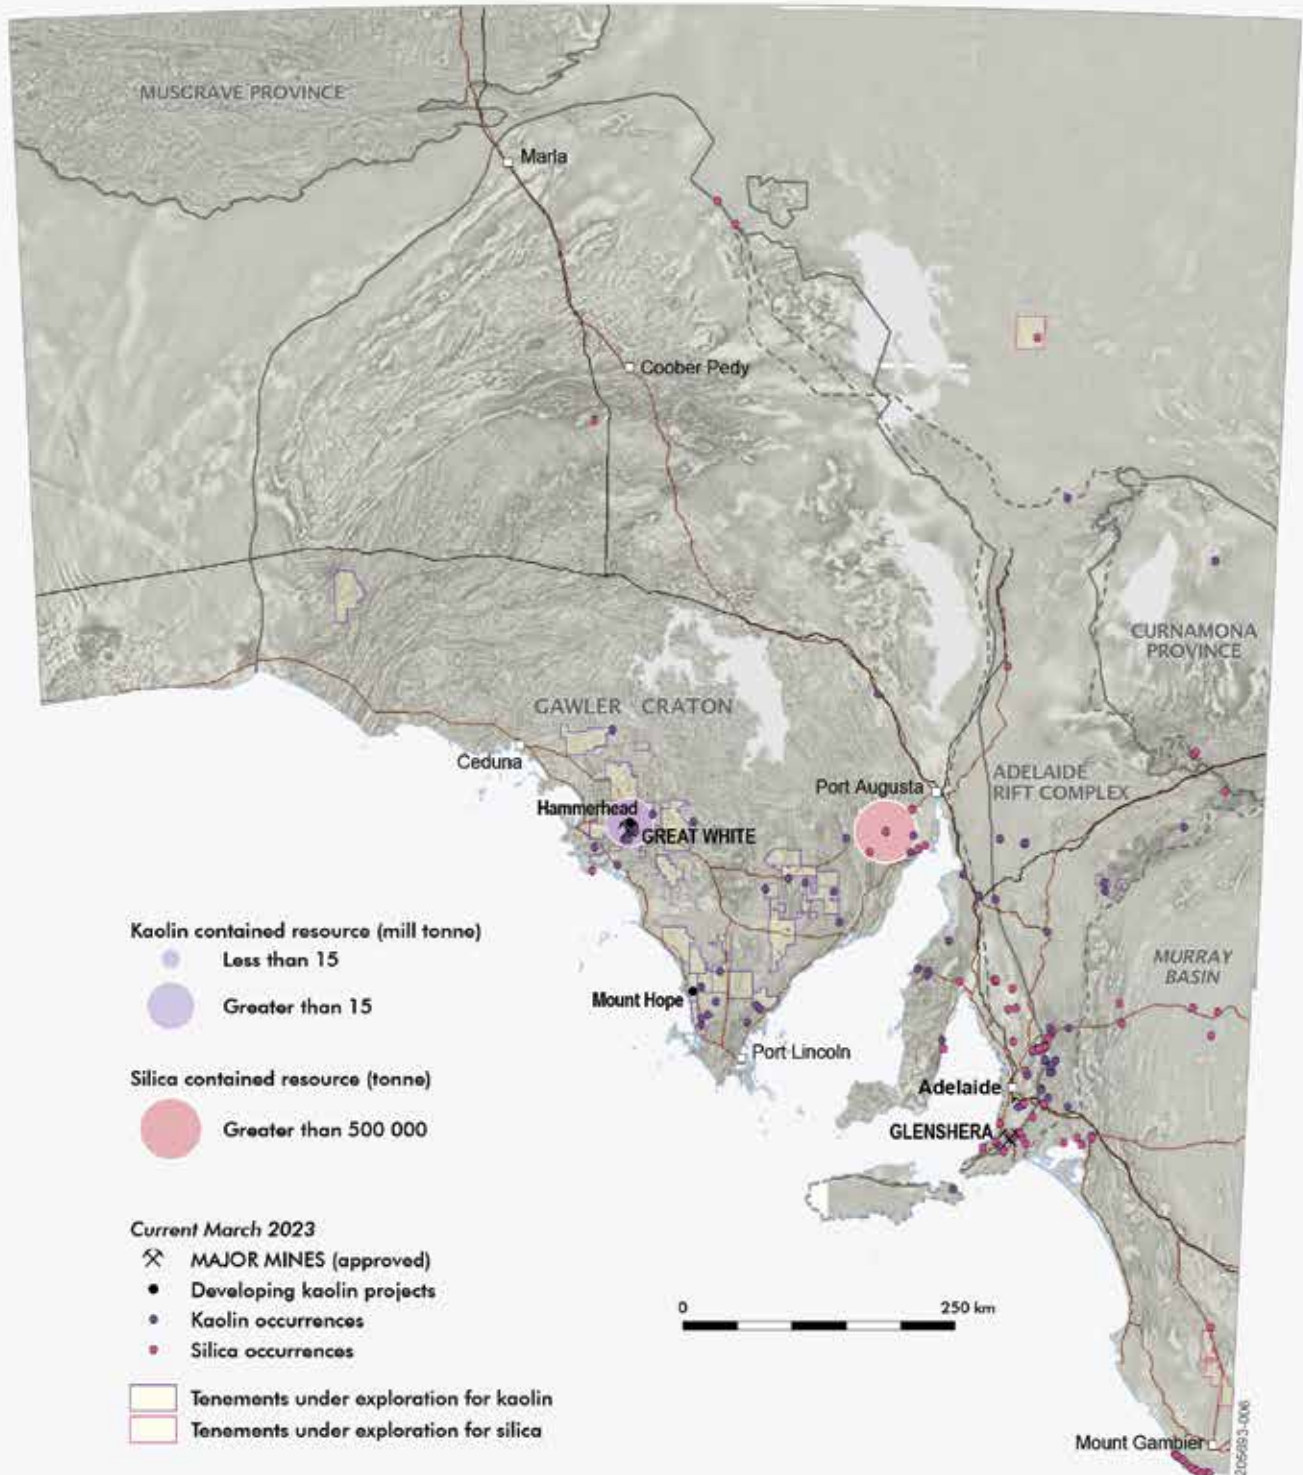 MUSGRAVE PROVINCE
Marla
Coober Pedy
CURNAMONA
PROVINCE
GAWLER CRATON
Ceduna
Port Augusta
ADELAIDE
RIFT COMPLEX
Hammerhead
GREAT WHITE
Kaolin contained resource (mill tonne)
Less than 15
Greater than 15
MURRAY
BASIN
Mount Hope
Port Lincoln
Silica contained resource (tonne)
Greater than 500 000
Adelaide
GLENSHERA
Current March 2023
MAJOR MINES (approved)
Developing kaolin projects
Kaolin occurrences
Silica occurrences
0 250 km
Tenements under exploration for kaolin
Tenements under exploration for silica
Mount Gambier
205693-006